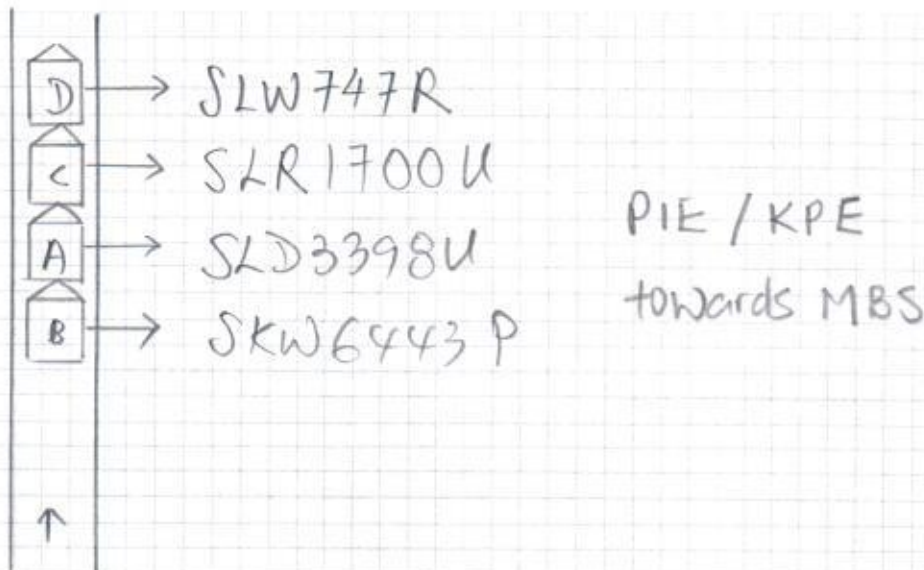 D → SLW747R
C → SLR1700U
A → SLD3398U
B → SKW6443P
PIE / KPE
towards MBS
↑